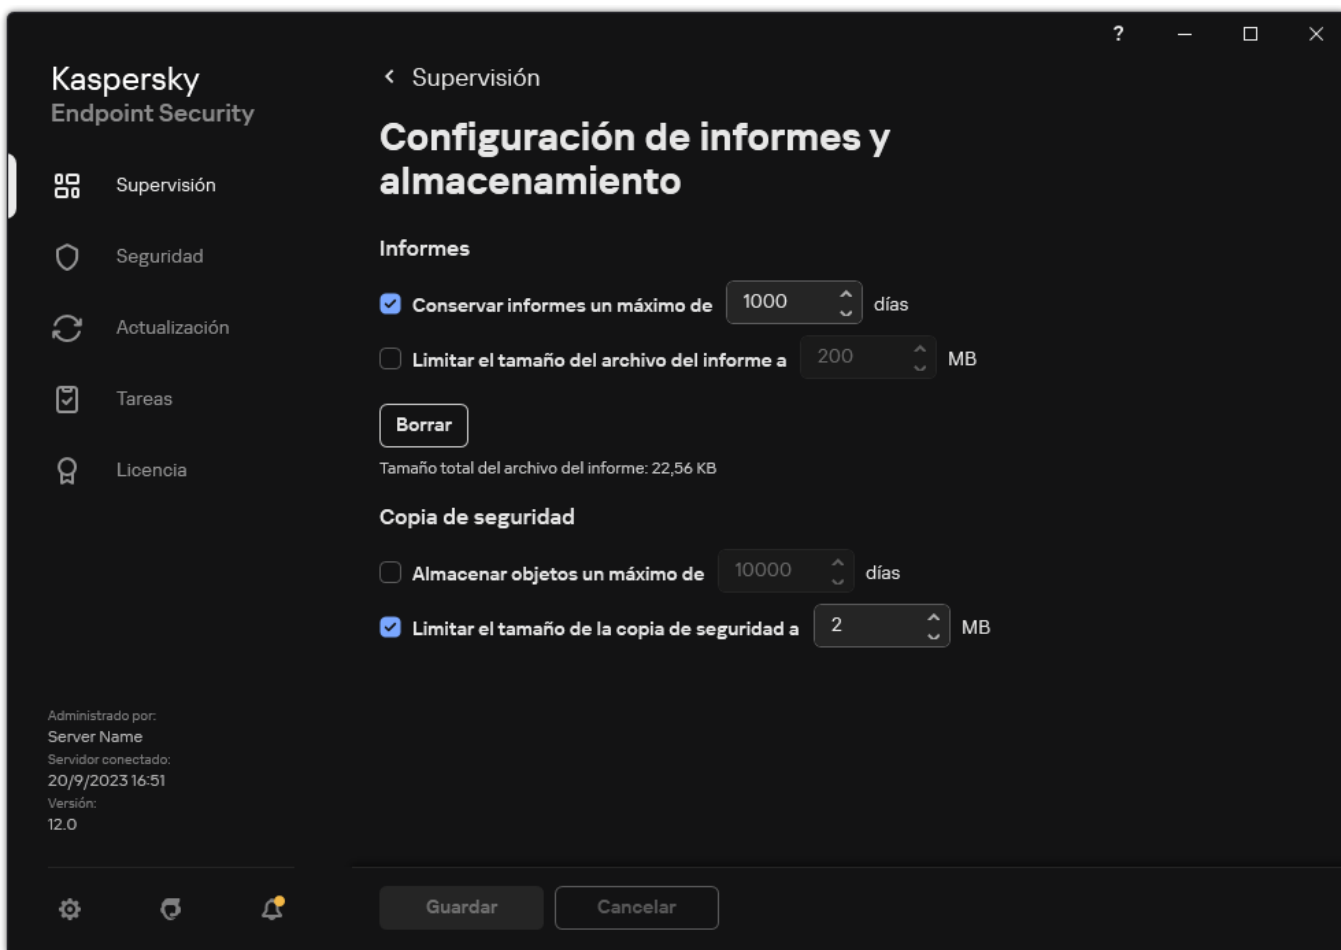 ?
Kaspersky
Endpoint Security
Supervisión
Seguridad
Actualización
Tareas
Licencia
Administrado por:
Server Name
Servidor conectado:
20/9/2023 16:51
Versión:
12.0
Supervisión
Configuración de informes y
almacenamiento
Informes
Conservar informes un máximo de 1000 días
Limitar el tamaño del archivo del informe a 200 MB
Borrar
Tamaño total del archivo del informe: 22,56 KB
Copia de seguridad
Almacenar objetos un máximo de 10000 días
Limitar el tamaño de la copia de seguridad a 2 MB
Guardar Cancelar